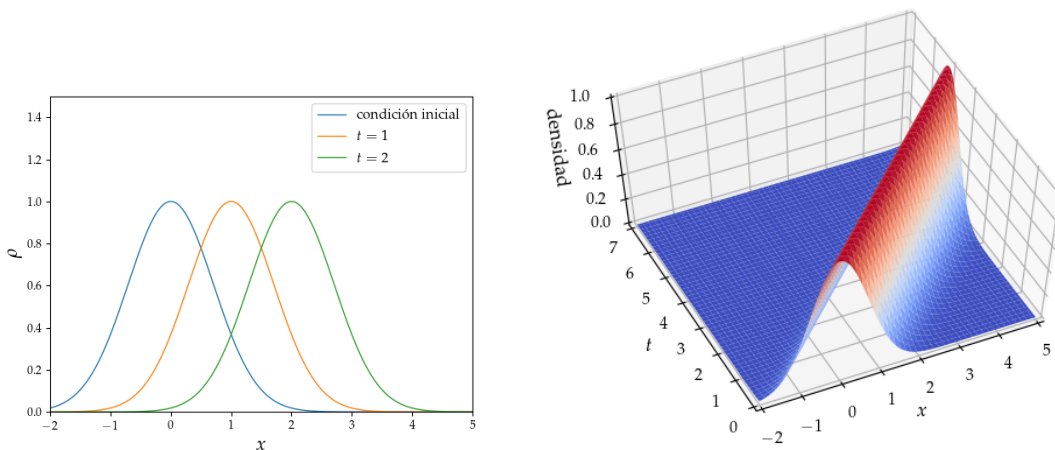 1.4
1.2
1.0
0.8
0.6
0.4
0.2
0.0
−2 −1 0 1 2 3 4 5
ρ
x
condición inicial
t = 1
t = 2
densidad
1.0
0.8
0.6
0.4
0.2
0.0
7
6
5
4
3
2
1
0
t
−2 −1 0 1 2 3 4 5
x